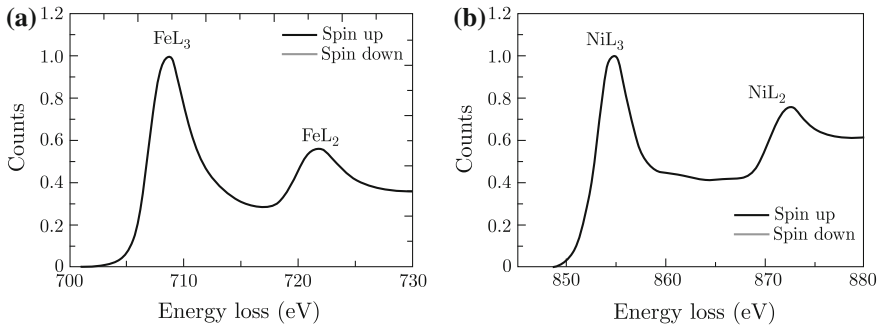 (a)
1.2
1.0
0.8
0.6
0.4
0.2
0
Counts
FeL₃
FeL₂
Spin up
Spin down
700
710
720
730
Energy loss (eV)
(b)
1.2
1.0
0.8
0.6
0.4
0.2
0
Counts
NiL₃
NiL₂
Spin up
Spin down
850
860
870
880
Energy loss (eV)